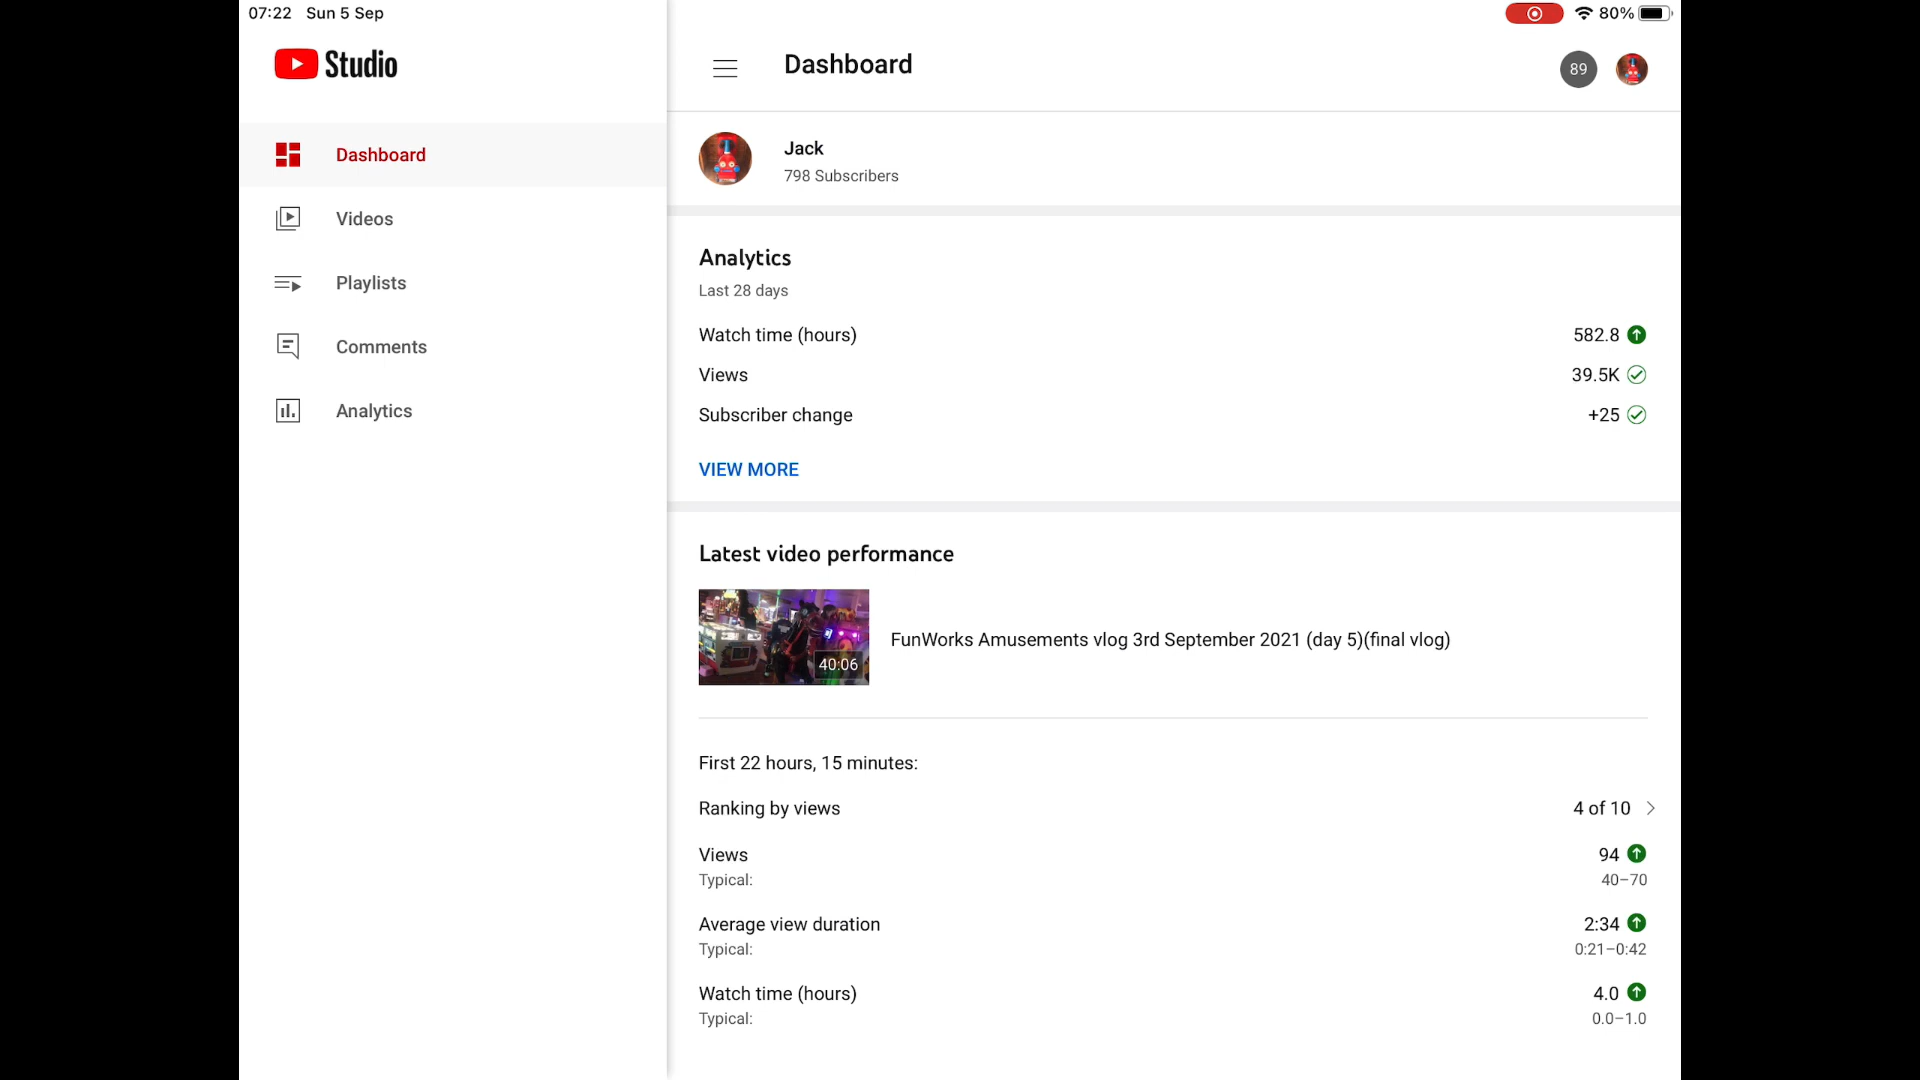 07:22 Sun 5 Sep
80%
Studio
Dashboard
89
Dashboard
Videos
Playlists
Comments
Analytics
Jack
798 Subscribers
Analytics
Last 28 days
Watch time (hours) 582.8
Views 39.5K
Subscriber change +25
VIEW MORE
Latest video performance
40:06
FunWorks Amusements vlog 3rd September 2021 (day 5)(final vlog)
First 22 hours, 15 minutes:
Ranking by views 4 of 10
Views 94
Typical: 40–70
Average view duration 2:34
Typical: 0:21–0:42
Watch time (hours) 4.0
Typical: 0.0–1.0